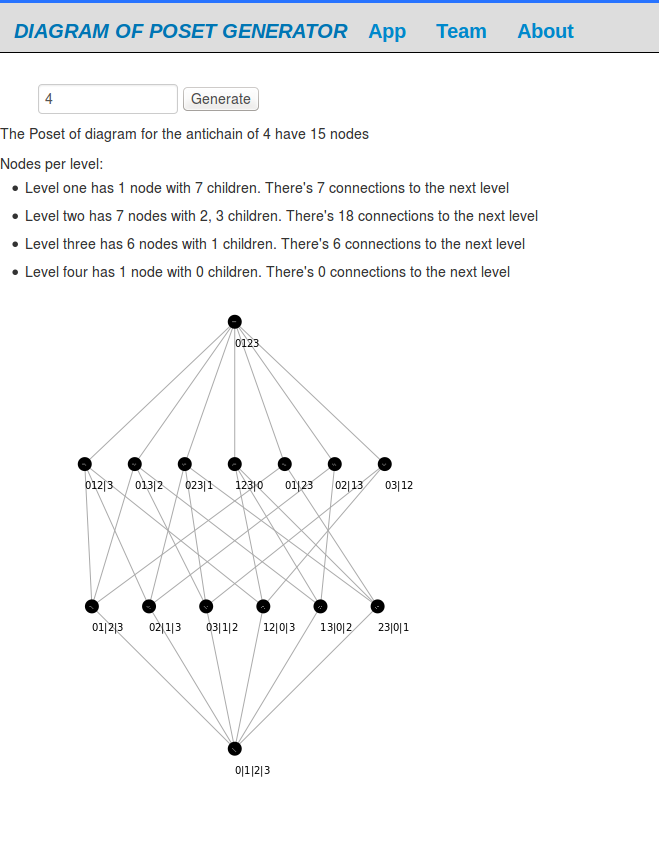 DIAGRAM OF POSET GENERATOR App Team About
4 Generate
The Poset of diagram for the antichain of 4 have 15 nodes
Nodes per level:
Level one has 1 node with 7 children. There's 7 connections to the next level
Level two has 7 nodes with 2, 3 children. There's 18 connections to the next level
Level three has 6 nodes with 1 children. There's 6 connections to the next level
Level four has 1 node with 0 children. There's 0 connections to the next level
0123
012|3 013|2 023|1 123|0 01|23 02|13 03|12
01|2|3 02|1|3 03|1|2 12|0|3 13|0|2 23|0|1
0|1|2|3